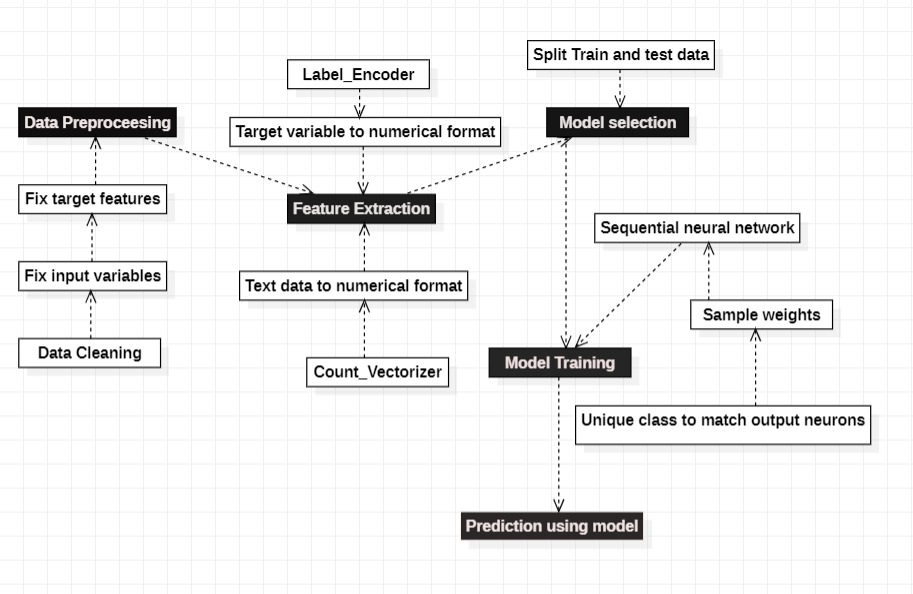 Split Train and test data
Label_Encoder
Data Preproceesing
Target variable to numerical format
Model selection
Fix target features
Feature Extraction
Sequential neural network
Fix input variables
Text data to numerical format
Sample weights
Data Cleaning
Count_Vectorizer
Model Training
Unique class to match output neurons
Prediction using model